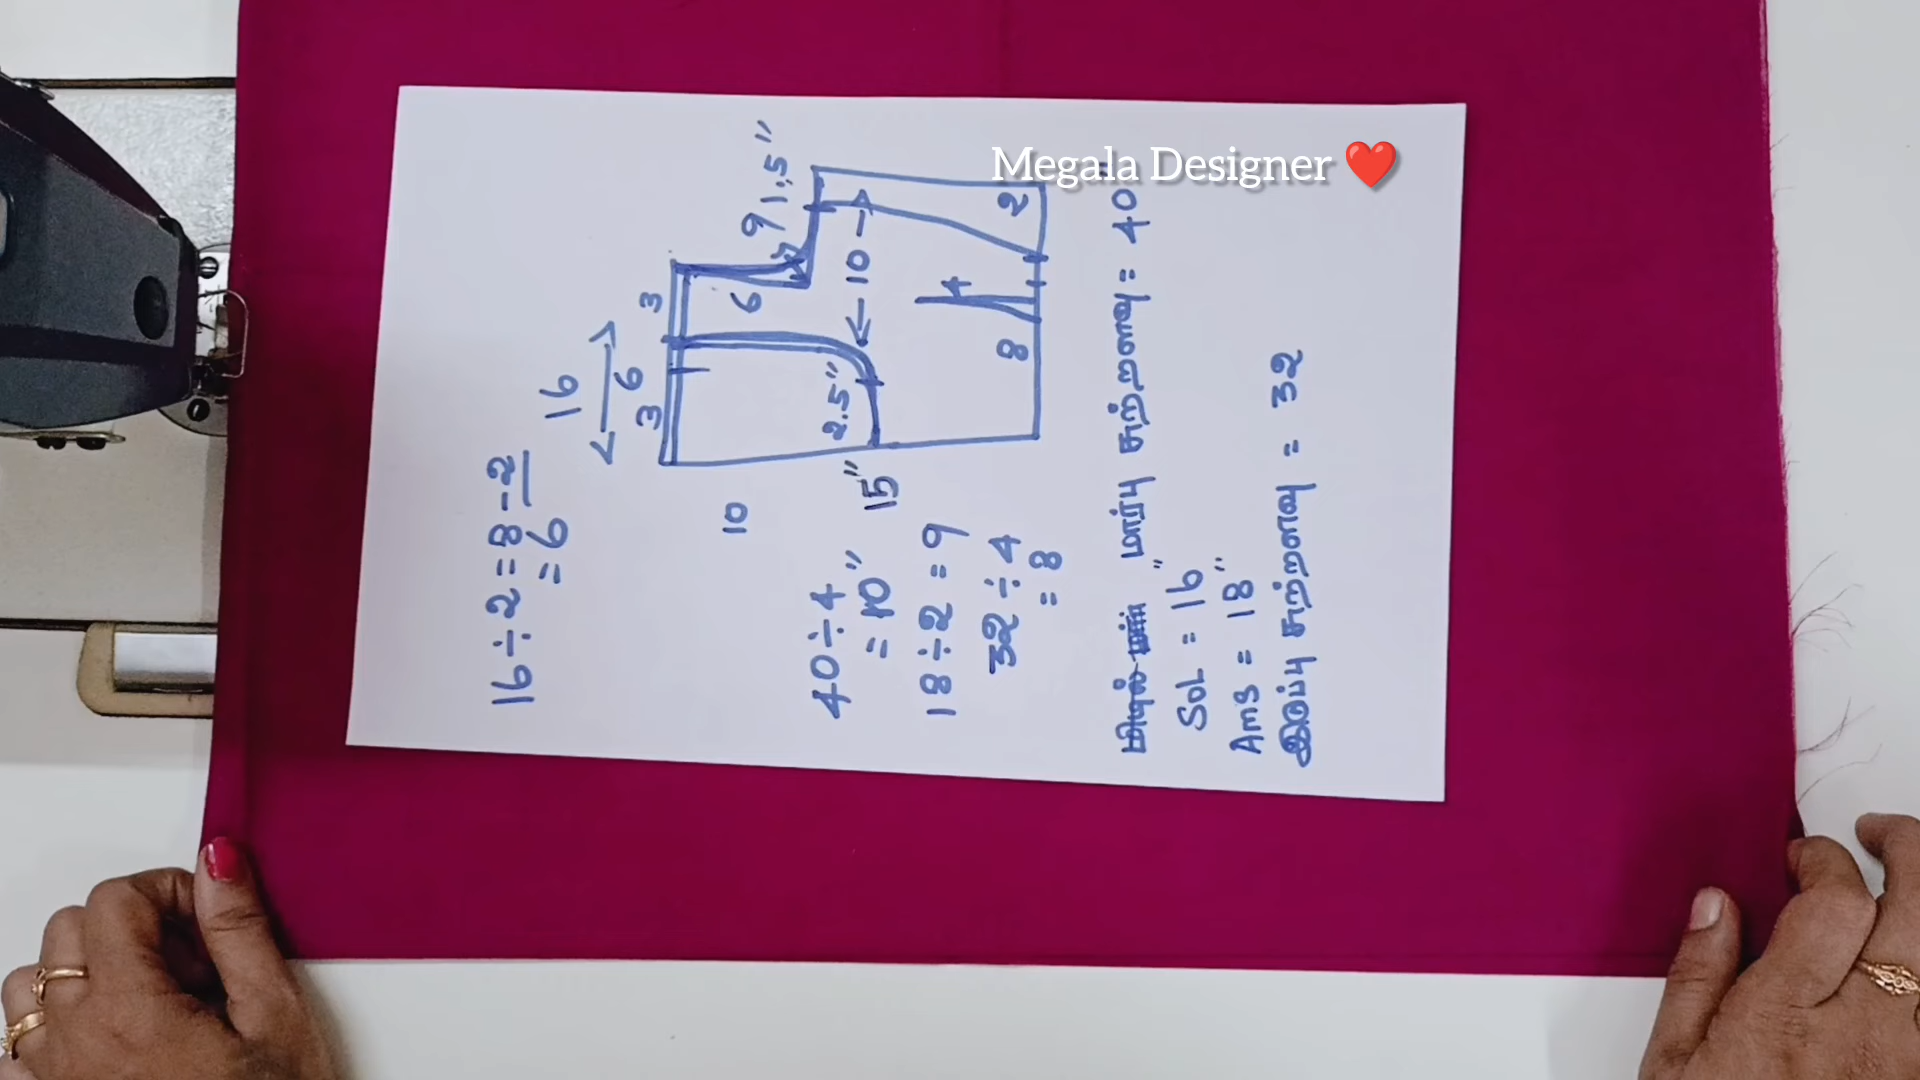 Megala Designer ❤️
16÷2=8-2
=6
16
3 6 3
6
9 1.5"
10
2.5"
←10→
15"
4
8
2
40÷4
=10"
18÷2=9
32÷4
=8
மார்பு சுற்றளவு = 40"
SOL = 16"
Ams = 18"
இடுப்பு சுற்றளவு = 32